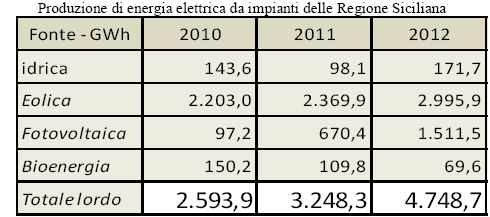 Produzione di energia elettrica da impianti delle Regione Siciliana
Fonte - GWh 2010 2011 2012
idrica 143,6 98,1 171,7
Eolica 2.203,0 2.369,9 2.995,9
Fotovoltaica 97,2 670,4 1.511,5
Bioenergia 150,2 109,8 69,6
Totale lordo 2.593,9 3.248,3 4.748,7